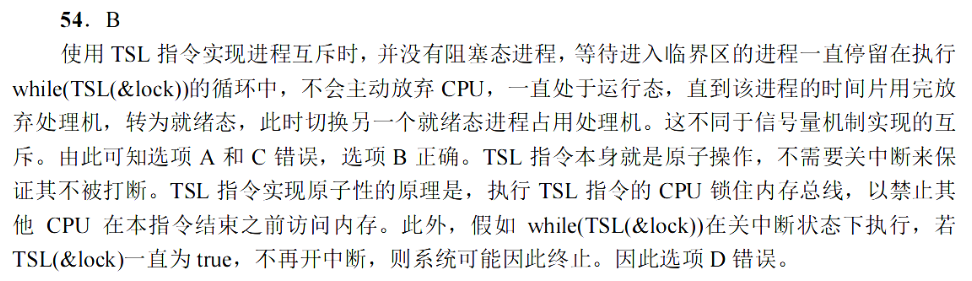 54．B
使用 TSL 指令实现进程互斥时，并没有阻塞态进程，等待进入临界区的进程一直停留在执行
while(TSL(&lock))的循环中，不会主动放弃 CPU，一直处于运行态，直到该进程的时间片用完放
弃处理机，转为就绪态，此时切换另一个就绪态进程占用处理机。这不同于信号量机制实现的互
斥。由此可知选项 A 和 C 错误，选项 B 正确。TSL 指令本身就是原子操作，不需要关中断来保
证其不被打断。TSL 指令实现原子性的原理是，执行 TSL 指令的 CPU 锁住内存总线，以禁止其
他 CPU 在本指令结束之前访问内存。此外，假如 while(TSL(&lock))在关中断状态下执行，若
TSL(&lock)一直为 true，不再开中断，则系统可能因此终止。因此选项 D 错误。